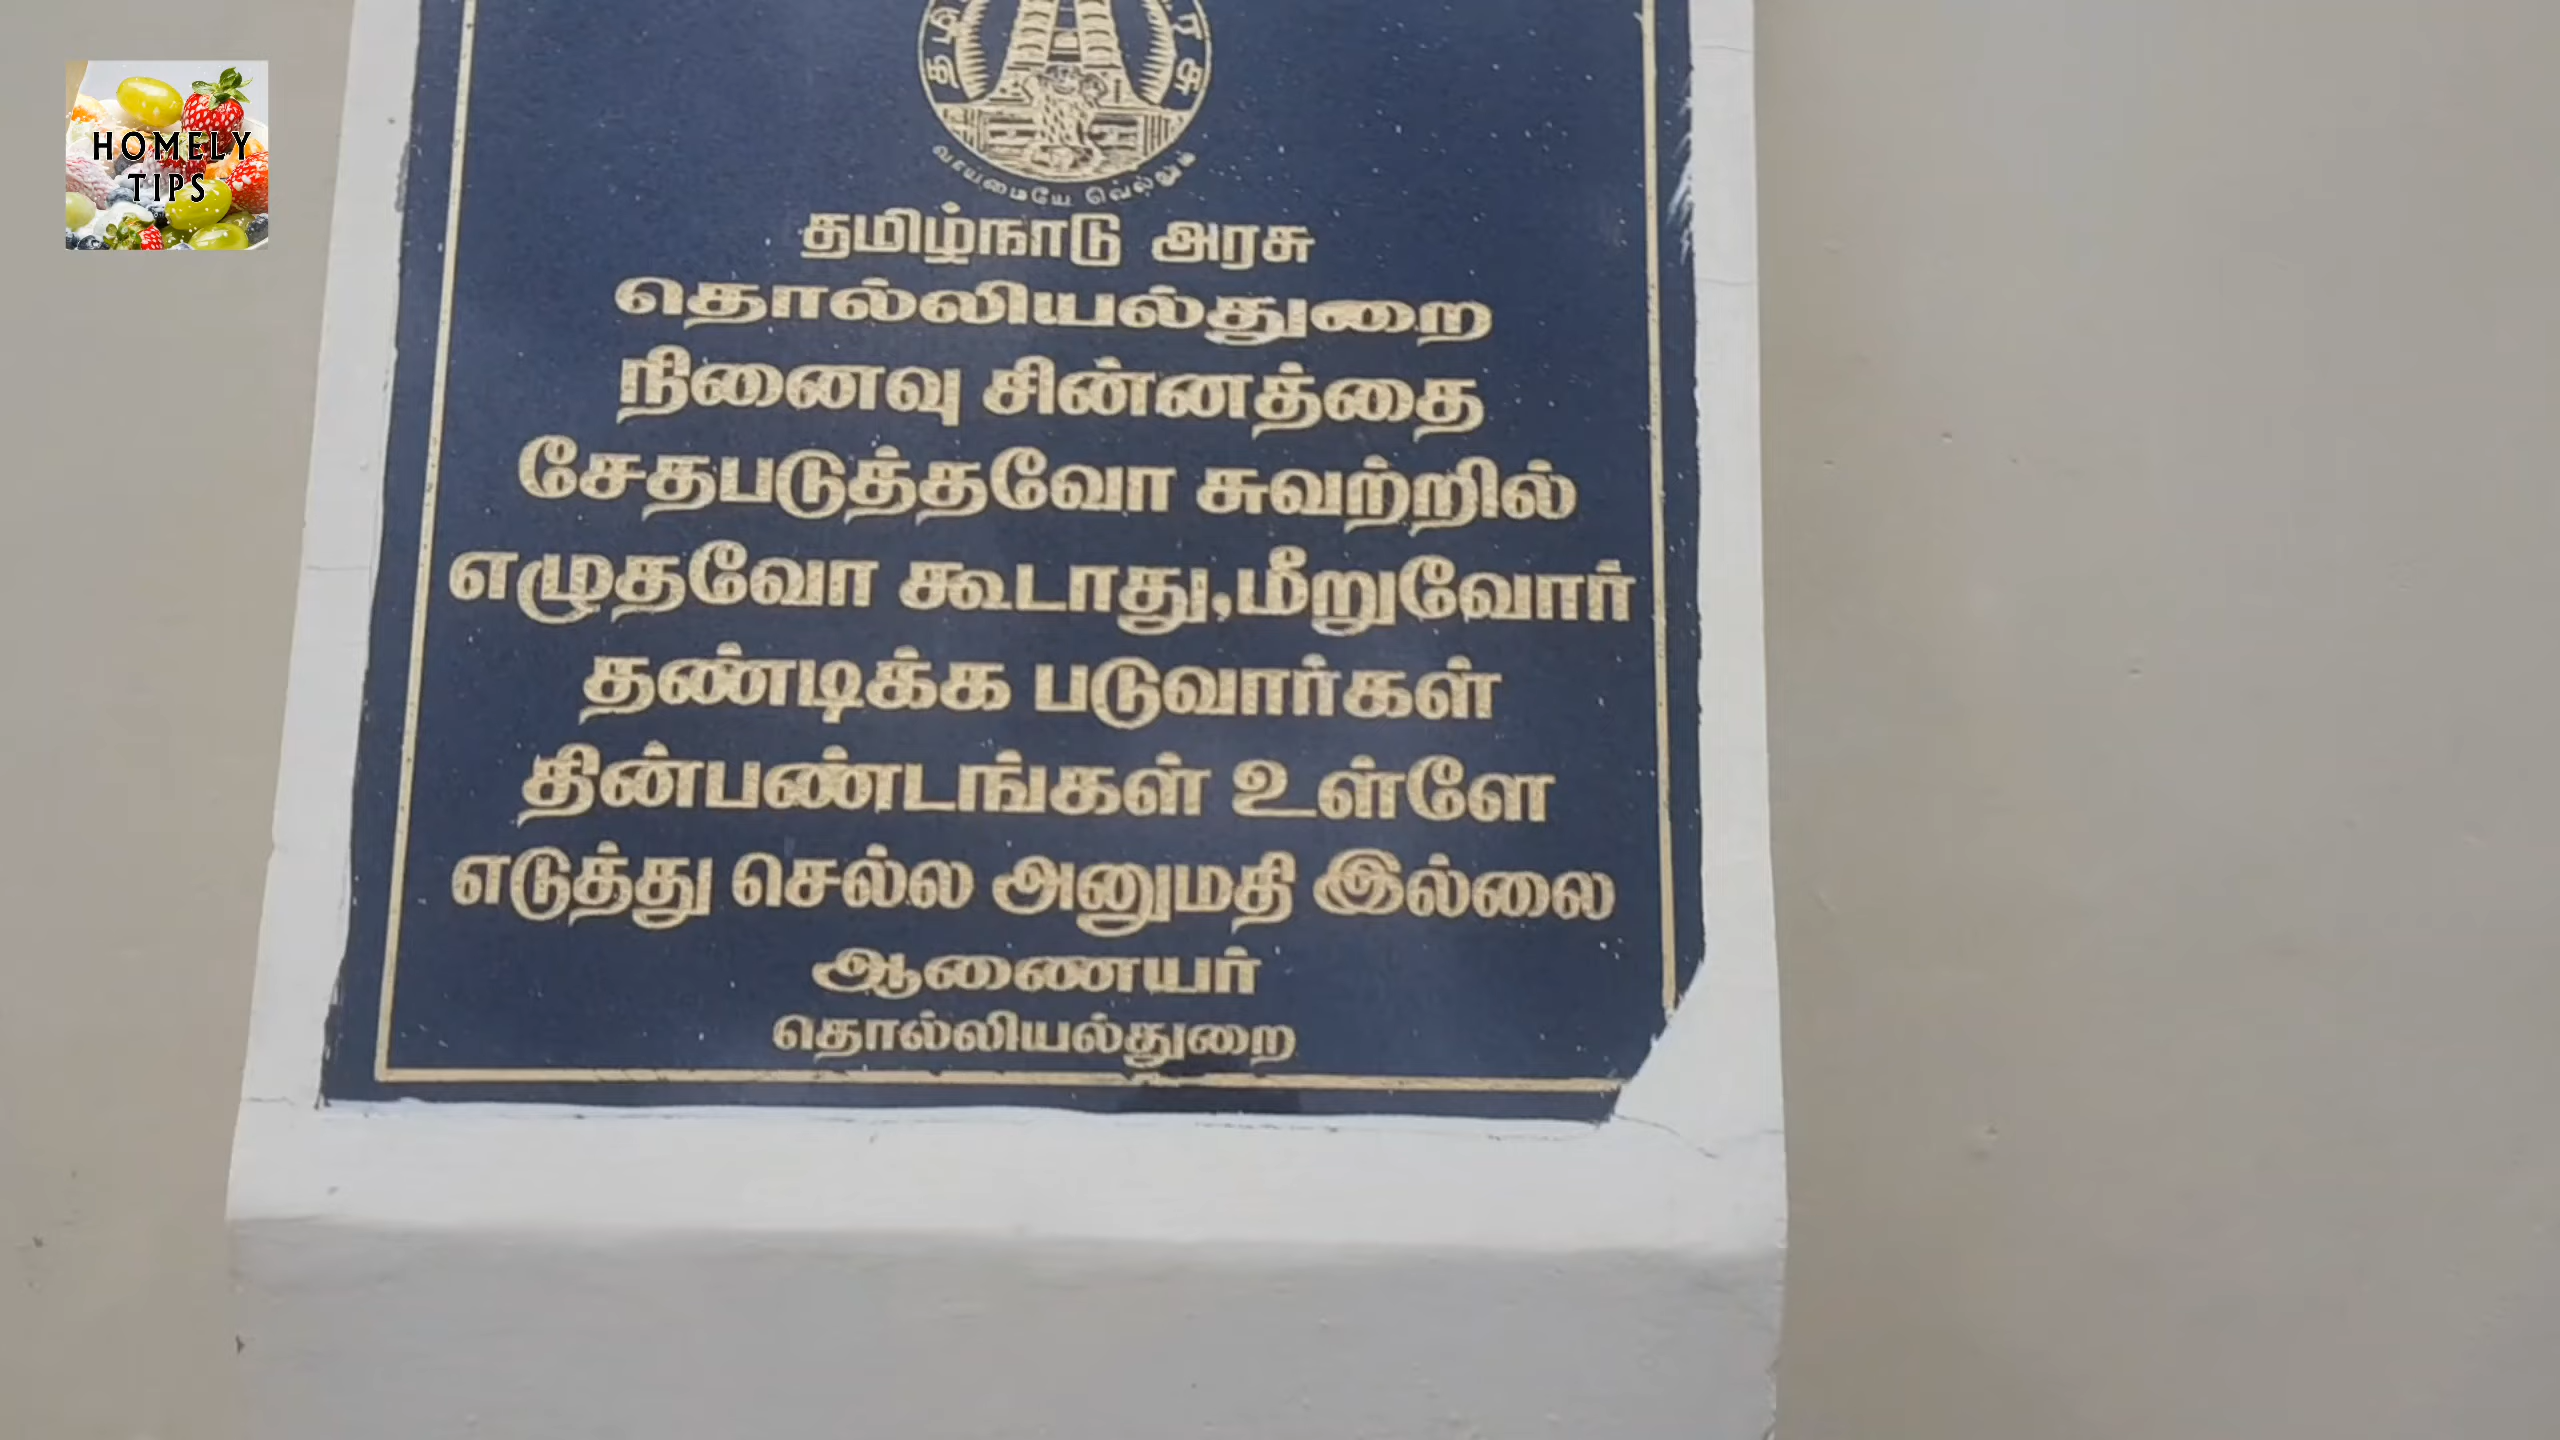 HOMELY
TIPS
வாய்மையே வெல்லும்
தமிழ்நாடு அரசு
தொல்லியல்துறை
நினைவு சின்னத்தை
சேதபடுத்தவோ சுவற்றில்
எழுதவோ கூடாது,மீறுவோர்
தண்டிக்க படுவார்கள்
தின்பண்டங்கள் உள்ளே
எடுத்து செல்ல அனுமதி இல்லை
ஆணையர்
தொல்லியல்துறை